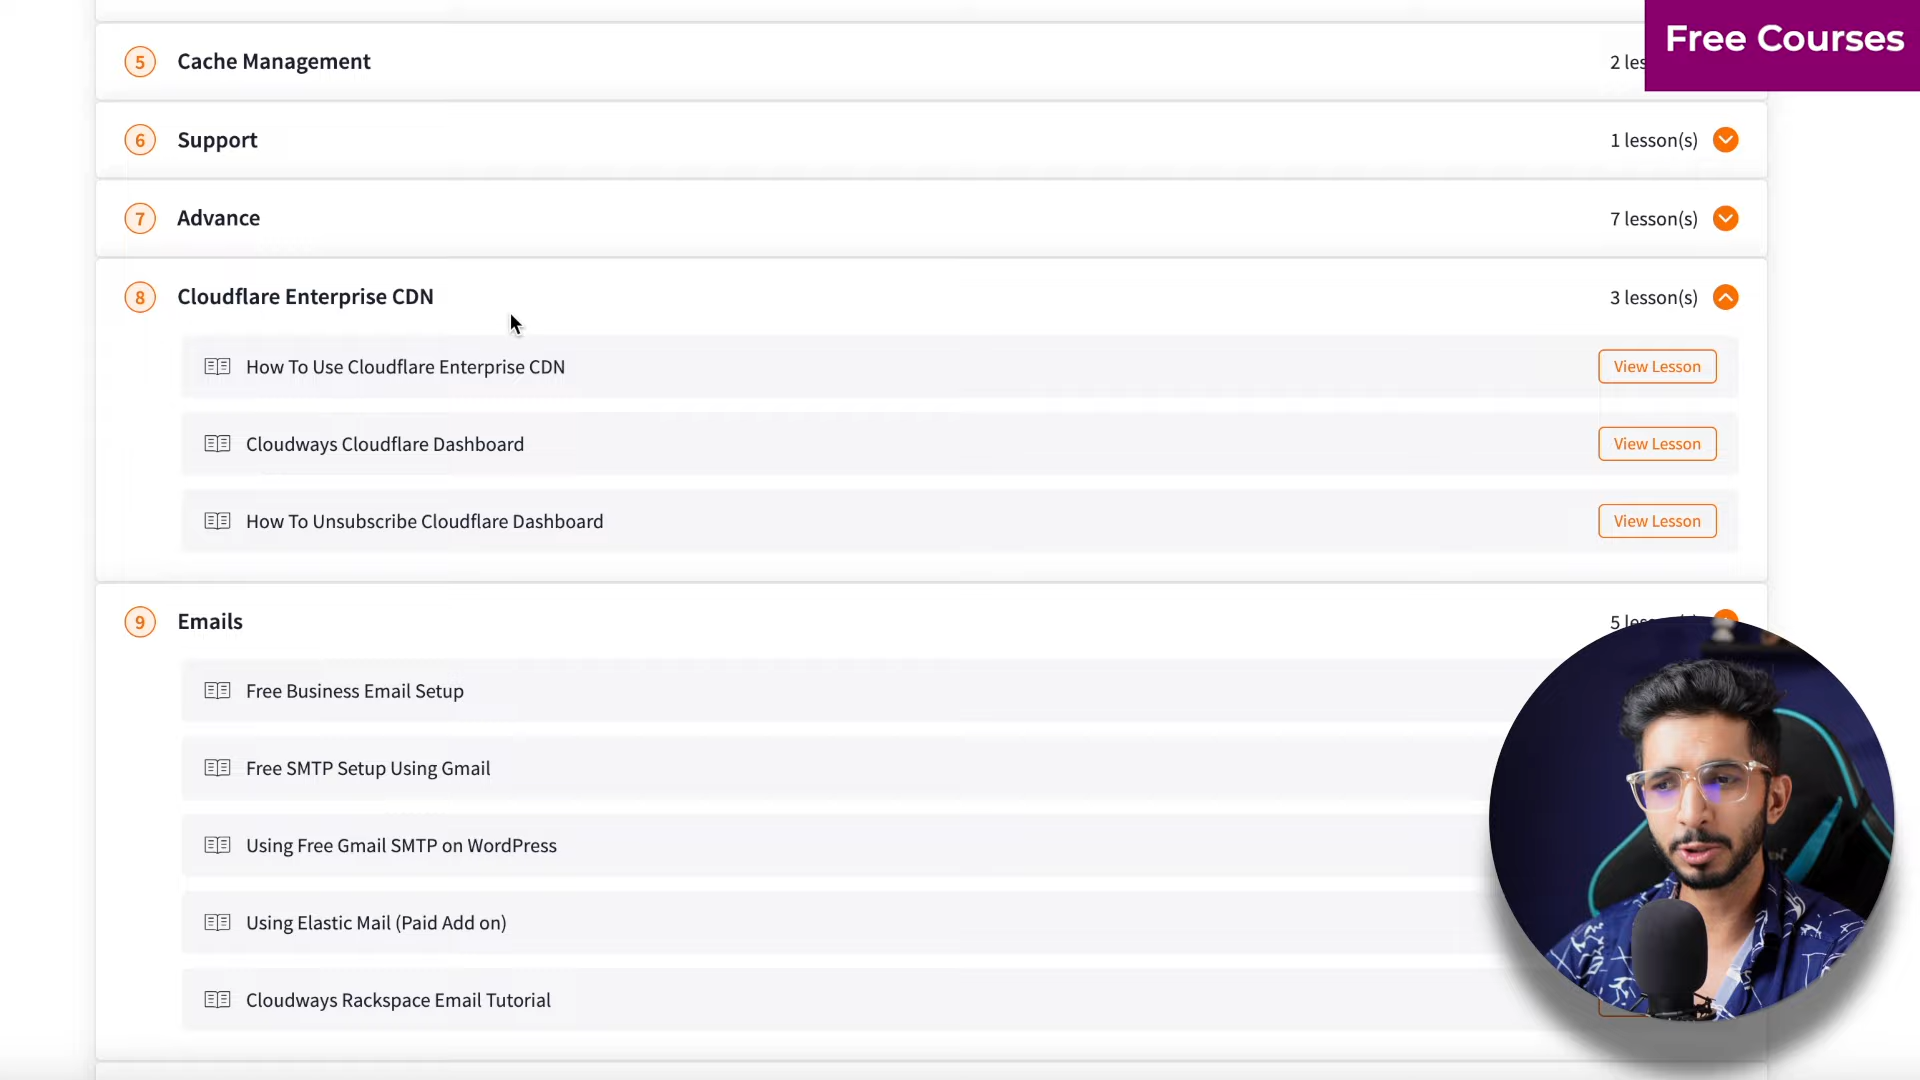 Free Courses
5 Cache Management 2
6 Support 1 lesson(s)
7 Advance 7 lesson(s)
8 Cloudflare Enterprise CDN 3 lesson(s)
How To Use Cloudflare Enterprise CDN View Lesson
Cloudways Cloudflare Dashboard View Lesson
How To Unsubscribe Cloudflare Dashboard View Lesson
9 Emails 5
Free Business Email Setup
Free SMTP Setup Using Gmail
Using Free Gmail SMTP on WordPress
Using Elastic Mail (Paid Add on)
Cloudways Rackspace Email Tutorial